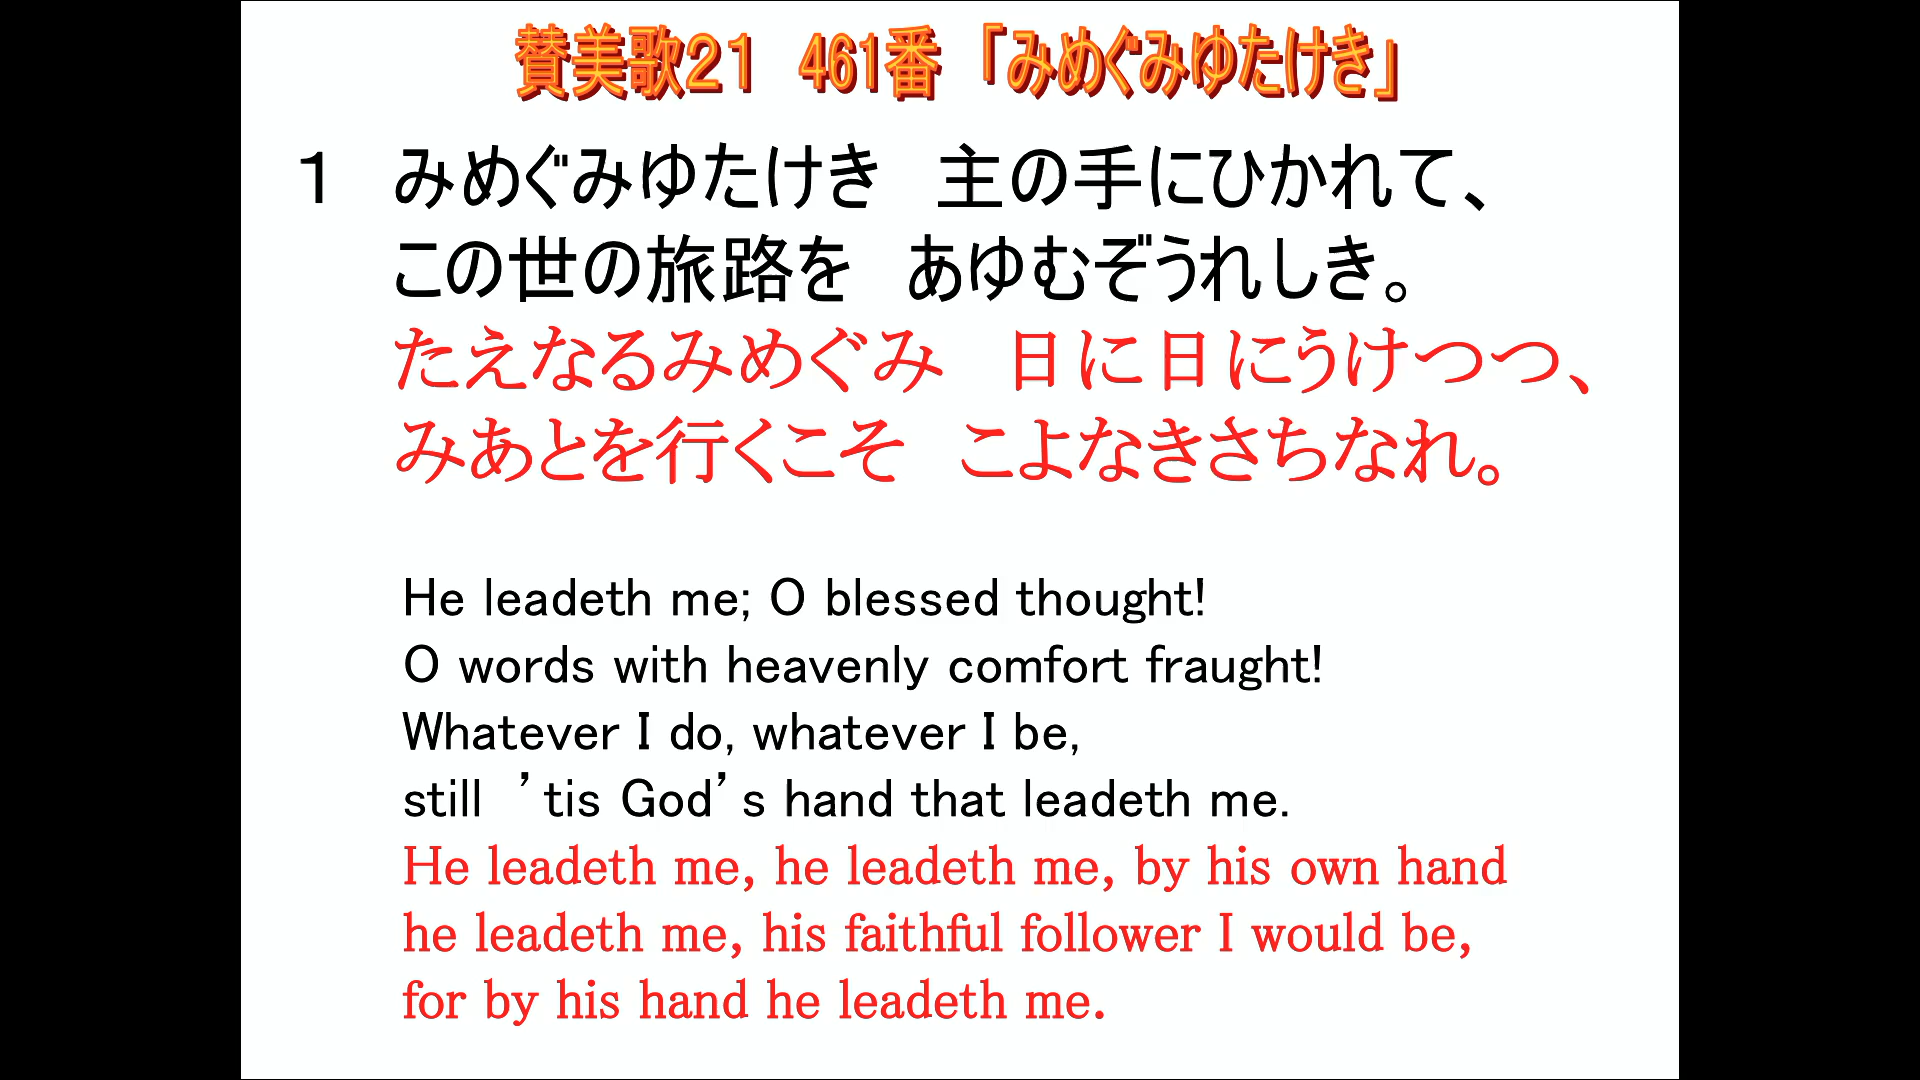 賛美歌21　461番　「みめぐみゆたけき」
1　みめぐみゆたけき　主の手にひかれて、
この世の旅路を　あゆむぞうれしき。
たえなるみめぐみ　日に日にうけつつ、
みあとを行くこそ　こよなきさちなれ。
He leadeth me; O blessed thought!
O words with heavenly comfort fraught!
Whatever I do, whatever I be,
still ’tis God’s hand that leadeth me.
He leadeth me, he leadeth me, by his own hand
he leadeth me, his faithful follower I would be,
for by his hand he leadeth me.